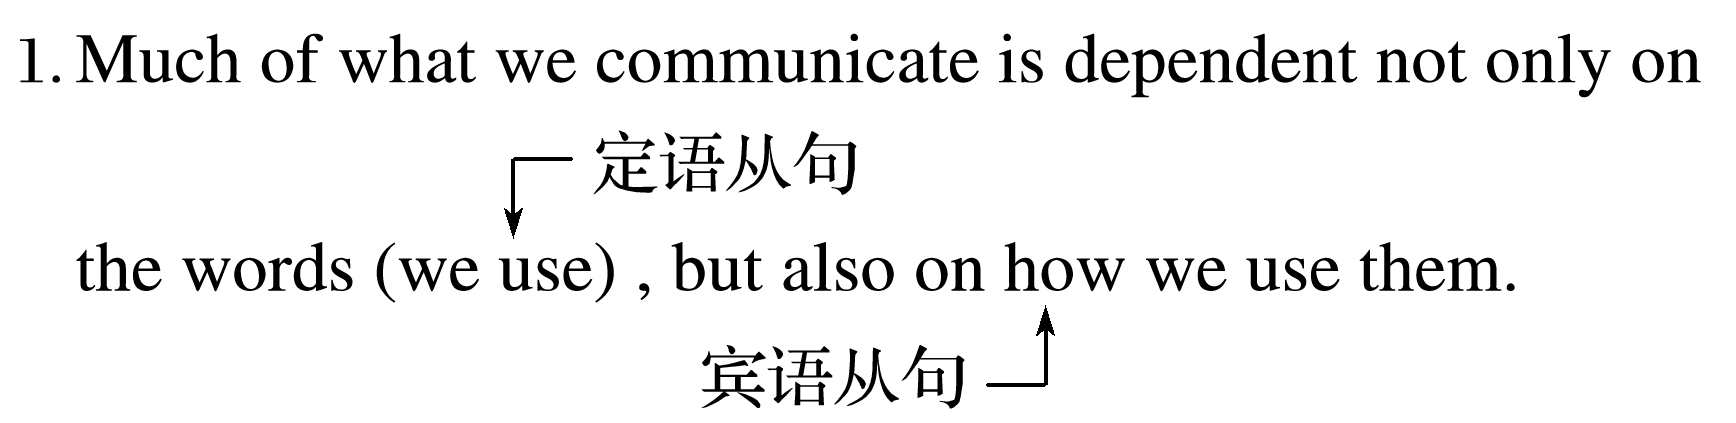 1. Much of what we communicate is dependent not only on
定语从句
the words (we use) , but also on how we use them.
宾语从句